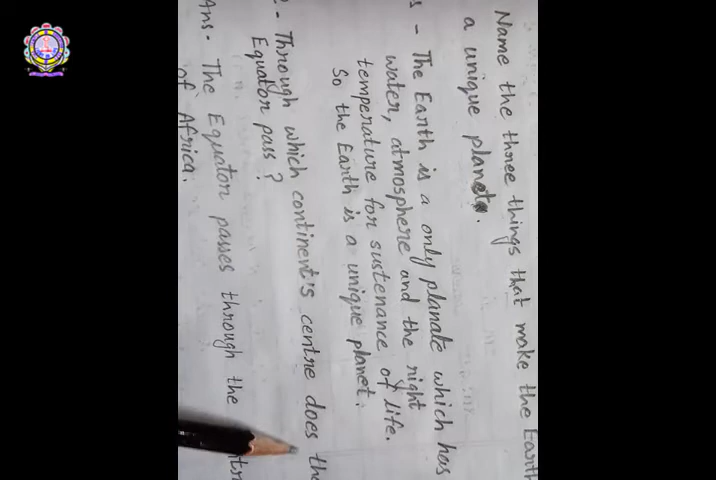 Name the three things that make the Earth
a unique planet.
s - The Earth is a only planate which has
water, atmosphere and the right
temperature for sustenance of life.
So the Earth is a unique planet.
- Through which continent's centre does the
Equator pass?
Ans. The Equator passes through the
of Africa.